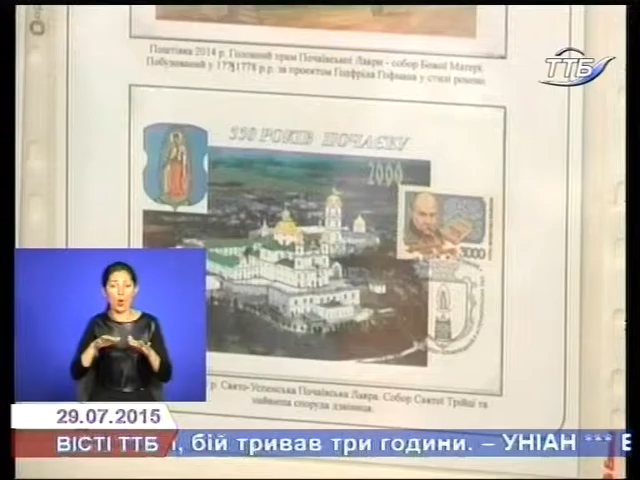 Поштівка 2014 р. Головний храм Почаївської Лаври - собор Божої Матері.
Побудований у 1771-1778 р.р. за проектом Годфріда Гофмана у стилі рококо.
ТТБ
550 РОКІВ ПОЧАЄВУ
2000
3000
р. Свято-Успенська Почаївська Лавра. Собор Святої Трійці та
найвища споруда дзвіниця.
29.07.2015
ВІСТІ ТТБ
, бій тривав три години. – УНІАН *** В